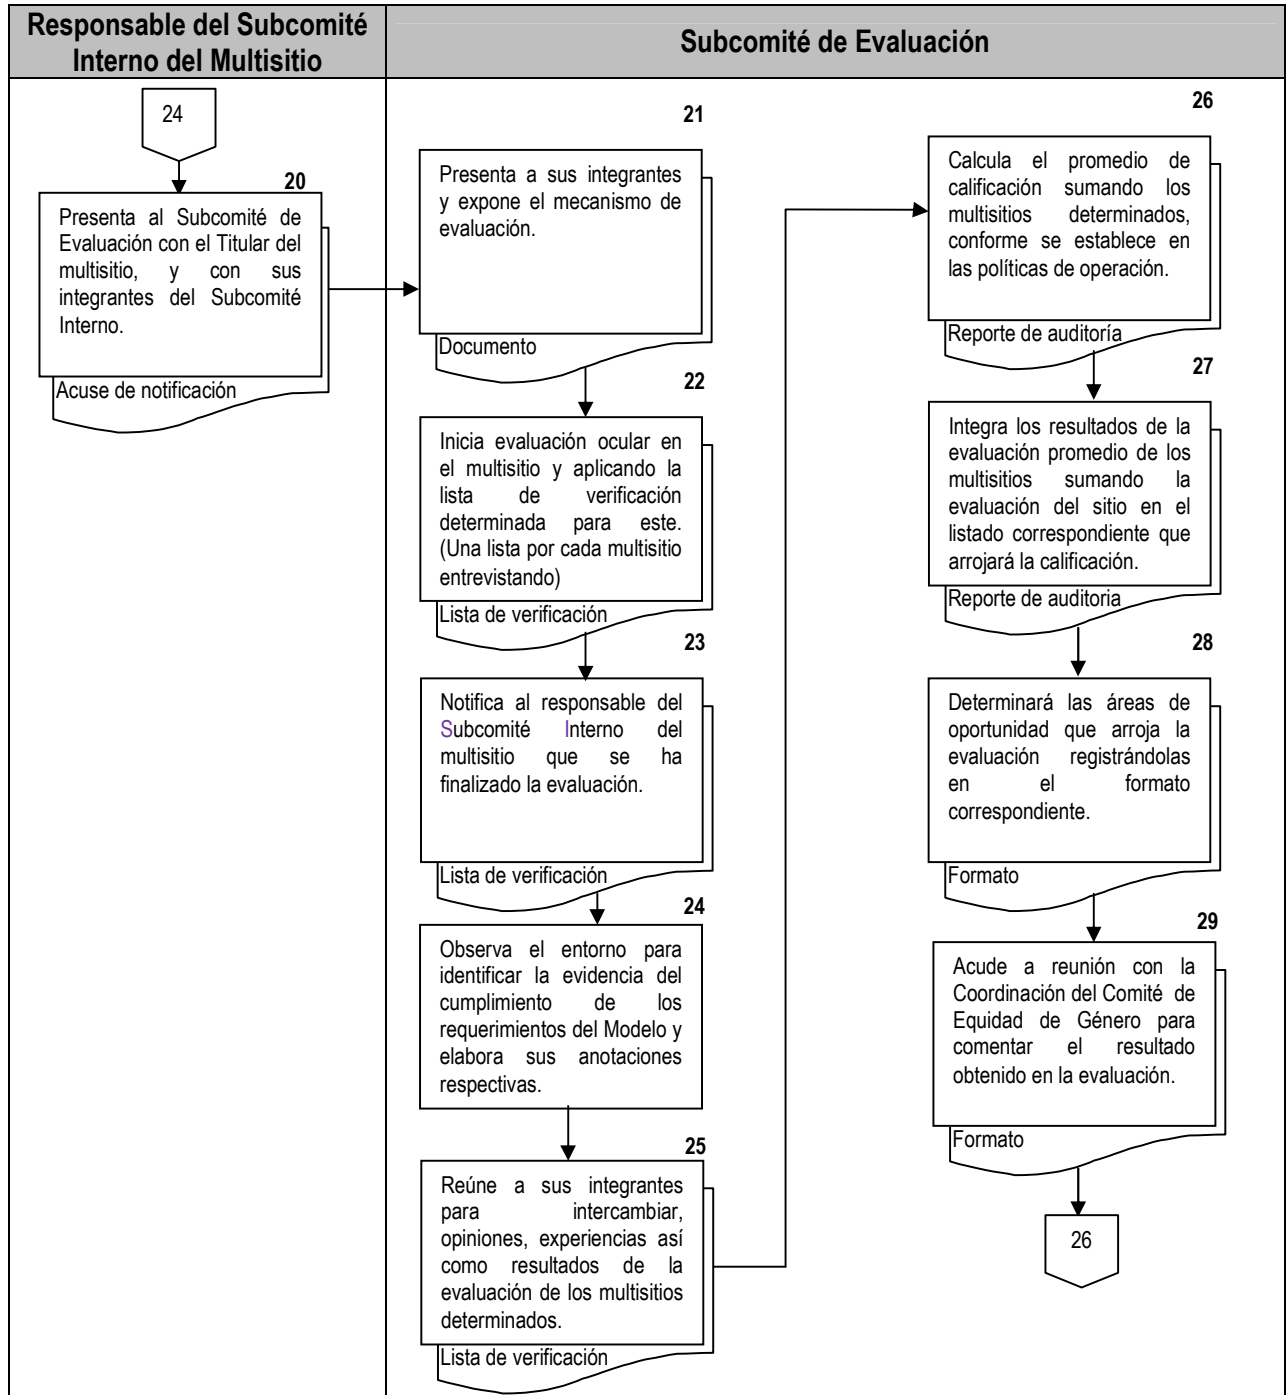 Responsable del Subcomité
Interno del Multisitio
Subcomité de Evaluación
24
20
Presenta al Subcomité de
Evaluación con el Titular del
multisitio, y con sus
integrantes del Subcomité
Interno.
Acuse de notificación
21
Presenta a sus integrantes
y expone el mecanismo de
evaluación.
Documento
22
Inicia evaluación ocular en
el multisitio y aplicando la
lista de verificación
determinada para este.
(Una lista por cada multisitio
entrevistando)
Lista de verificación
23
Notifica al responsable del
Subcomité Interno del
multisitio que se ha
finalizado la evaluación.
Lista de verificación
24
Observa el entorno para
identificar la evidencia del
cumplimiento de los
requerimientos del Modelo y
elabora sus anotaciones
respectivas.
25
Reúne a sus integrantes
para intercambiar,
opiniones, experiencias así
como resultados de la
evaluación de los multisitios
determinados.
Lista de verificación
26
Calcula el promedio de
calificación sumando los
multisitios determinados,
conforme se establece en
las políticas de operación.
Reporte de auditoría
27
Integra los resultados de la
evaluación promedio de los
multisitios sumando la
evaluación del sitio en el
listado correspondiente que
arrojará la calificación.
Reporte de auditoria
28
Determinará las áreas de
oportunidad que arroja la
evaluación registrándolas
en el formato
correspondiente.
Formato
29
Acude a reunión con la
Coordinación del Comité de
Equidad de Género para
comentar el resultado
obtenido en la evaluación.
Formato
26